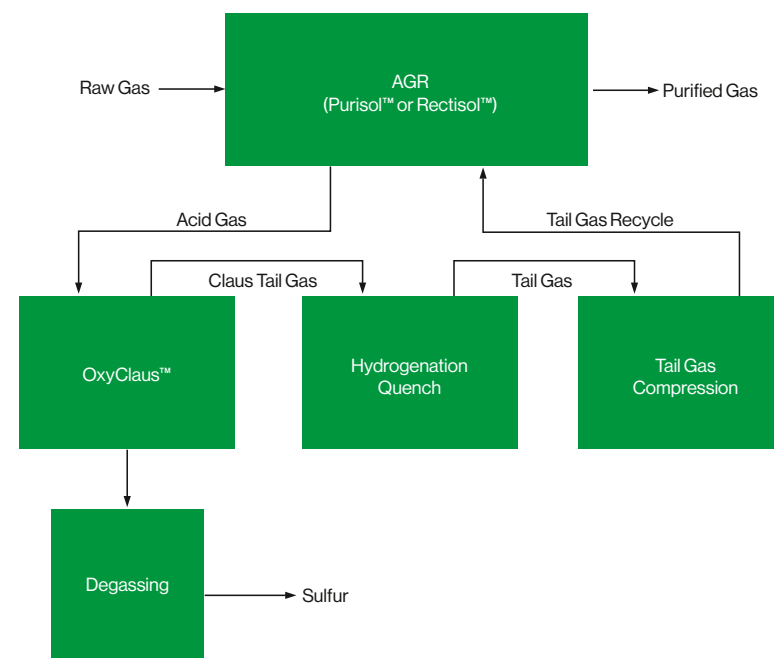 AGR
(Purisol™ or Rectisol™)
Raw Gas
Purified Gas
Acid Gas
Tail Gas Recycle
Claus Tail Gas
Tail Gas
OxyClaus™
Hydrogenation
Quench
Tail Gas
Compression
Degassing
Sulfur